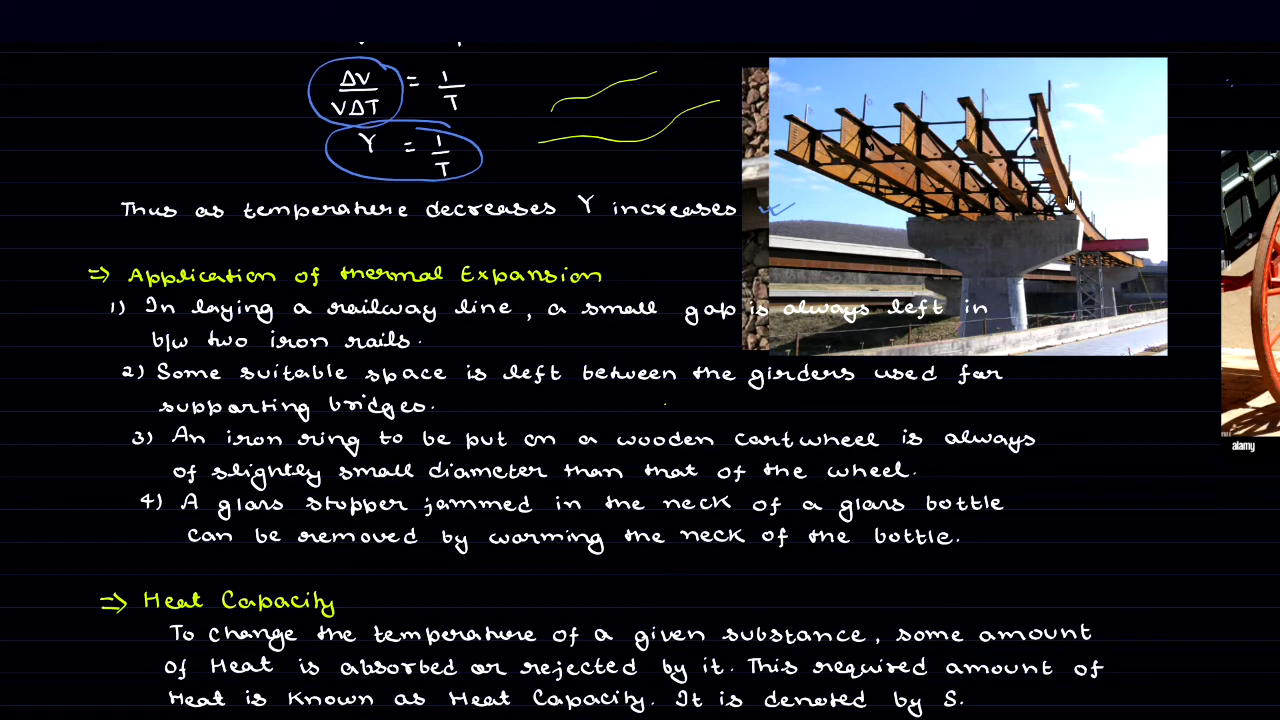 ΔV = 1
VΔT T
γ = 1
T
Thus as temperature decreases γ increases
⇒ Application of thermal Expansion
1) In laying a railway line, a small gap is always left in
b/w two iron rails.
2) Some suitable space is left between the girders used for
supporting bridges.
3) An iron ring to be put on a wooden cartwheel is always
of slightly small diameter than that of the wheel.
4) A glass stopper jammed in the neck of a glass bottle
can be removed by warming the neck of the bottle.
alamy
⇒ Heat Capacity
To change the temperature of a given substance, some amount
of Heat is absorbed or rejected by it. This required amount of
Heat is known as Heat Capacity. It is denoted by S.